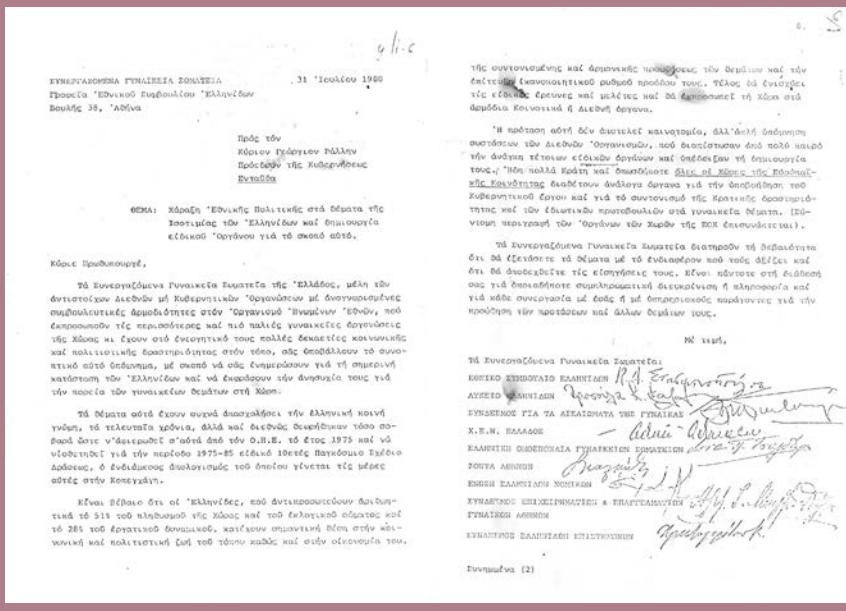 ΣΥΝΕΡΓΑΖΟΜΕΝΑ ΓΥΝΑΙΚΕΙΑ ΣΩΜΑΤΕΙΑ
31 Ἰουλίου 1980
Γραφεῖα Ἐθνικοῦ Συμβουλίου Ἑλληνίδων
Βουλῆς 38, Ἀθήνα
Πρός τόν
Κύριον Γεώργιον Ράλλην
Πρόεδρον τῆς Κυβερνήσεως
Ἐνταῦθα
ΘΕΜΑ: Χάραξη Ἐθνικῆς Πολιτικῆς στά θέματα τῆς
Ἰσοτιμίας τῶν Ἑλληνίδων καί δημιουργία
εἰδικοῦ Ὀργάνου γιά τό σκοπό αὐτό.
Κύριε Πρωθυπουργέ,
Τά Συνεργαζόμενα Γυναικεῖα Σωματεῖα τῆς Ἑλλάδος, μέλη τῶν
ἀντιστοίχων Διεθνῶν μή Κυβερνητικῶν Ὀργανώσεων μέ ἀναγνωρισμένες
συμβουλευτικές ἁρμοδιότητες στόν Ὀργανισμό Ἡνωμένων Ἐθνῶν, πού
ἐκπροσωποῦν τίς περισσότερες καί πιό παλιές γυναικεῖες ὀργανώσεις
τῆς Χώρας κι ἔχουν στό ἐνεργητικό τους πολλές δεκαετίες κοινωνικῆς
καί πολιτιστικῆς δραστηριότητας στόν τόπο, σᾶς ὑποβάλλουν τό συνο-
πτικό αὐτό ὑπόμνημα, μέ σκοπό νά σᾶς ἐνημερώσουν γιά τή σημερινή
κατάσταση τῶν Ἑλληνίδων καί νά ἐκφράσουν τήν ἀνησυχία τους γιά
τήν πορεία τῶν γυναικείων θεμάτων στή Χώρα.
Τά θέματα αὐτά ἔχουν συχνά ἀπασχολήσει τήν ἑλληνική κοινή
γνώμη, τά τελευταῖα χρόνια, ἀλλά καί διεθνῶς θεωρήθηκαν τόσο σο-
βαρά ὥστε ν'ἀφιερωθεῖ σ'αὐτά ἀπό τόν Ο.Η.Ε. τό ἔτος 1975 καί νά
υἱοθετηθεῖ γιά τήν περίοδο 1975-85 εἰδικό 10ετές Παγκόσμιο Σχέδιο
Δράσεως, ὁ ἐνδιάμεσος ἀπολογισμός τοῦ ὁποίου γίνεται τίς μέρες
αὐτές στήν Κοπεγχάγη.
Εἶναι βέβαιο ὅτι οἱ Ἑλληνίδες, πού ἀντιπροσωπεύουν ἀριθμη-
τικά τό 51% τοῦ πληθυσμοῦ τῆς Χώρας καί τοῦ ἐκλογικοῦ σώματος καί
τό 28% τοῦ ἐργατικοῦ δυναμικοῦ, κατέχουν σημαντική θέση στήν κοι-
νωνική καί πολιτιστική ζωή τοῦ τόπου καθώς καί στήν οἰκονομία του.
6.
τῆς συντονισμένης καί ἁρμονικῆς προωθήσεως τῶν θεμάτων καί τήν
ἐπίτευξη ἱκανοποιητικοῦ ρυθμοῦ προόδου τους. Τέλος θά ἐνισχύει
τίς εἰδικές ἔρευνες καί μελέτες καί θά ἐκπροσωπεῖ τή Χώρα στά
ἁρμόδια Κοινοτικά ἤ Διεθνῆ ὄργανα.
Ἡ πρόταση αὐτή δέν ἀποτελεῖ καινοτομία, ἀλλ'ἁπλή ὑπόμνηση
συστάσεων τῶν Διεθνῶν Ὀργανισμῶν, πού διαπίστωσαν ἀπό πολύ καιρό
τήν ἀνάγκη τέτοιων εἰδικῶν ὀργάνων καί ὑπέδειξαν τή δημιουργία
τους. Ἤδη πολλά Κράτη καί ὁπωσδήποτε ὅλες οἱ Χῶρες τῆς Εὐρωπαϊ-
κῆς Κοινότητας διαθέτουν ἀνάλογα ὄργανα γιά τήν ὑποβοήθηση τοῦ
Κυβερνητικοῦ ἔργου καί γιά τό συντονισμό τῆς Κρατικῆς δραστηριό-
τητας καί τῶν ἰδιωτικῶν πρωτοβουλιῶν στά γυναικεῖα θέματα. (Σύ-
ντομη περιγραφή τῶν Ὀργάνων τῶν Χωρῶν τῆς ΕΟΚ ἐπισυνάπτεται).
Τά Συνεργαζόμενα Γυναικεῖα Σωματεῖα διατηροῦν τή βεβαιότητα
ὅτι θά ἐξετάσετε τά θέματα μέ τό ἐνδιαφέρον πού τούς ἀξίζει καί
ὅτι θά ἀποδεχθεῖτε τίς εἰσηγήσεις τους. Εἶναι πάντοτε στή διάθεσή
σας γιά ὁποιαδήποτε συμπληρωματική διευκρίνιση ἤ πληροφορία καί
γιά κάθε συνεργασία μέ ἐσᾶς ἤ μέ ὑπηρεσιακούς παράγοντες γιά τήν
προώθηση τῶν προτάσεων καί ἄλλων θεμάτων τους.
Μέ τιμή,
Τά Συνεργαζόμενα Γυναικεῖα Σωματεῖα:
ΕΘΝΙΚΟ ΣΥΜΒΟΥΛΙΟ ΕΛΛΗΝΙΔΩΝ
ΛΥΚΕΙΟ ΕΛΛΗΝΙΔΩΝ
ΣΥΝΔΕΣΜΟΣ ΓΙΑ ΤΑ ΔΙΚΑΙΩΜΑΤΑ ΤΗΣ ΓΥΝΑΙΚΑΣ
Χ.Ε.Ν. ΕΛΛΑΔΟΣ
ΕΛΛΗΝΙΚΗ ΟΜΟΣΠΟΝΔΙΑ ΓΥΝΑΙΚΕΙΩΝ ΣΩΜΑΤΕΙΩΝ
ΖΟΝΤΑ ΑΘΗΝΩΝ
ΕΝΩΣΗ ΕΛΛΗΝΙΔΩΝ ΝΟΜΙΚΩΝ
ΣΥΝΔΕΣΜΟΣ ΕΠΙΧΕΙΡΗΜΑΤΙΩΝ & ΕΠΑΓΓΕΛΜΑΤΙΩΝ
ΓΥΝΑΙΚΩΝ ΑΘΗΝΩΝ
ΣΥΝΔΕΣΜΟΣ ΕΛΛΗΝΙΔΩΝ ΕΠΙΣΤΗΜΟΝΩΝ
Συνημμένα (2)